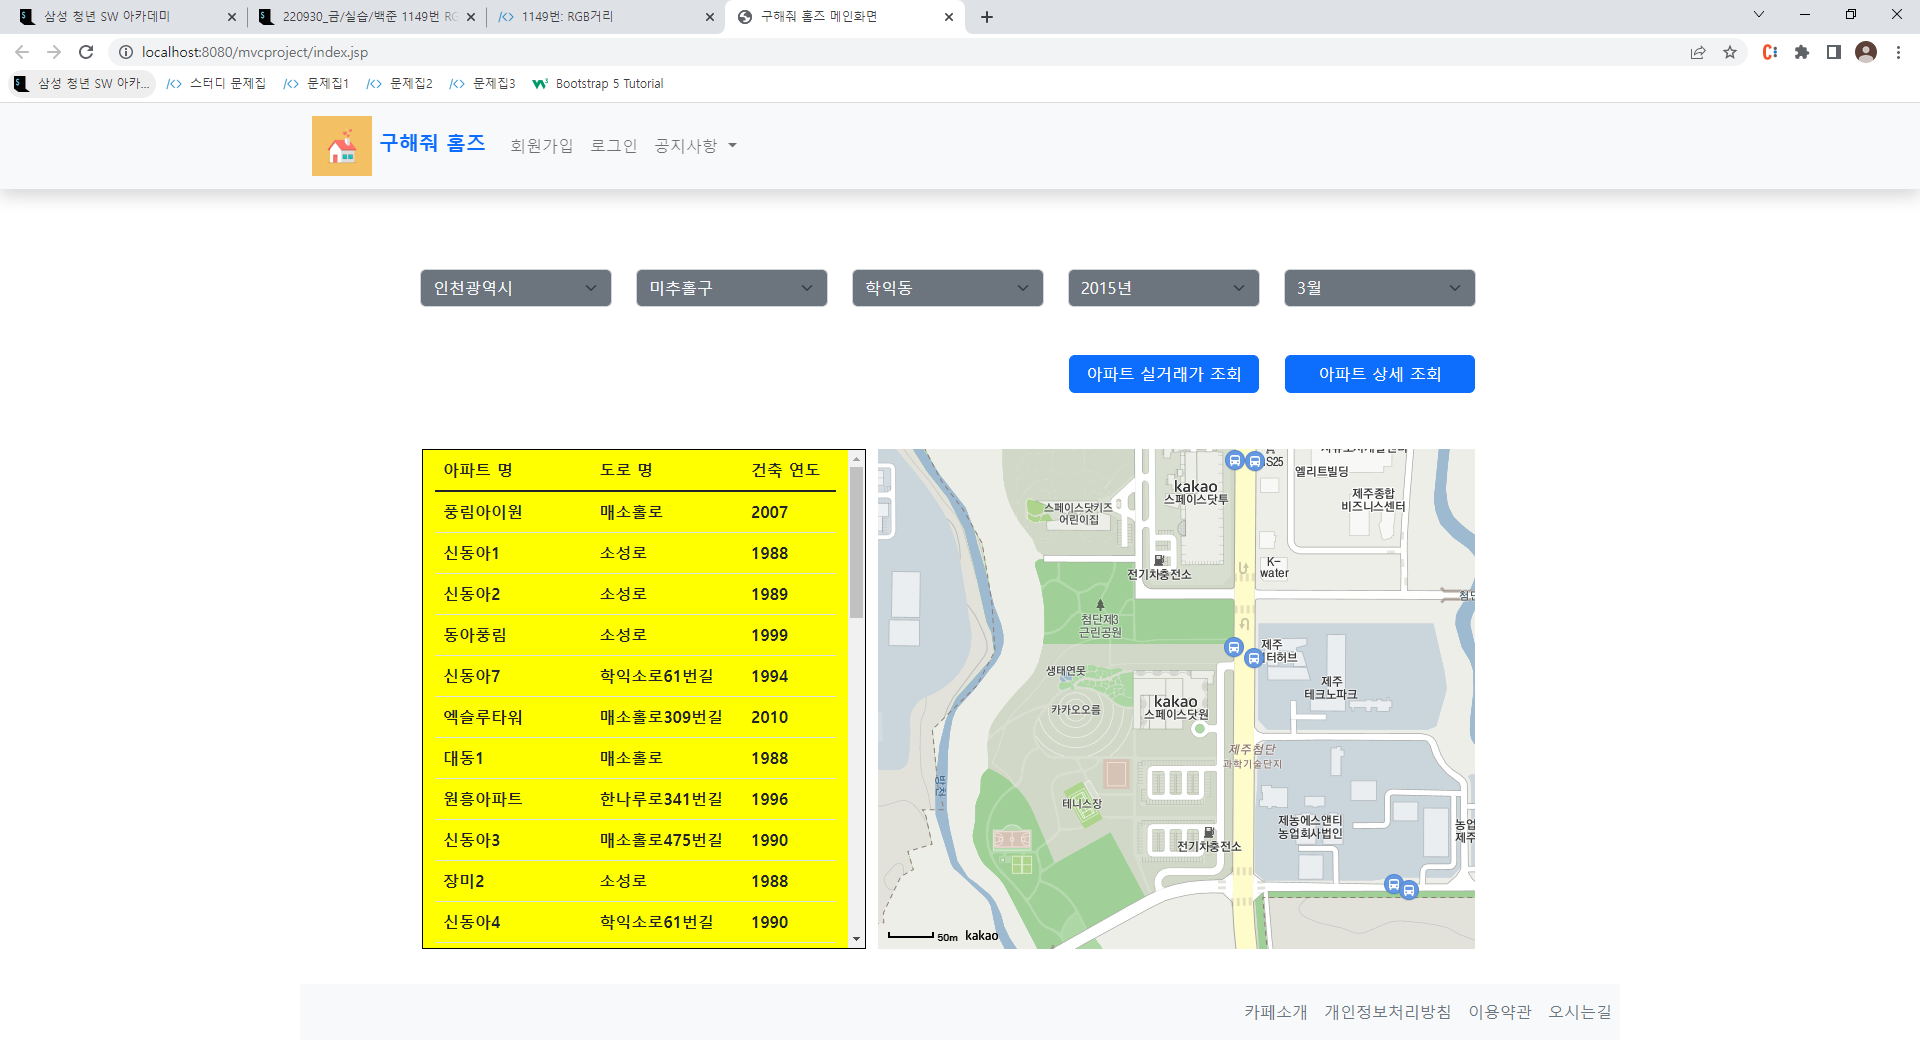 삼성 청년 SW 아카데미
220930_금/실습/백준 1149번 RG
1149번: RGB거리
구해줘 홈즈 메인화면
localhost:8080/mvcproject/index.jsp
삼성 청년 SW 아카...
스터디 문제집
문제집1
문제집2
문제집3
Bootstrap 5 Tutorial
구해줘 홈즈
회원가입
로그인
공지사항
인천광역시
미추홀구
학익동
2015년
3월
아파트 실거래가 조회
아파트 상세 조회
아파트 명 도로 명 건축 연도
풍림아이원 매소홀로 2007
신동아1 소성로 1988
신동아2 소성로 1989
동아풍림 소성로 1999
신동아7 학익소로61번길 1994
엑슬루타워 매소홀로309번길 2010
대동1 매소홀로 1988
원흥아파트 한나루로341번길 1996
신동아3 매소홀로475번길 1990
장미2 소성로 1988
신동아4 학익소로61번길 1990
S25
엘리트빌딩
kakao
스페이스닷투
제주종합
비즈니스센터
스페이스닷키즈
어린이집
전기차충전소
K-
water
첨단
첨단제3
근린공원
제주
터허브
생태연못
제주
테크노파크
kakao
스페이스닷원
카카오오름
제주첨단
과학기술단지
테니스장
제농에스앤티
농업회사법인
농업
제주
전기차충전소
50m kakao
카페소개
개인정보처리방침
이용약관
오시는길